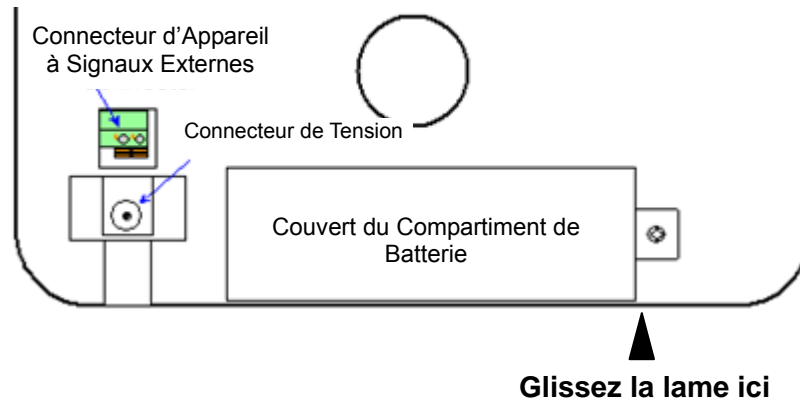 Connecteur d'Appareil
à Signaux Externes
Connecteur de Tension
Couvert du Compartiment de
Batterie
Glissez la lame ici